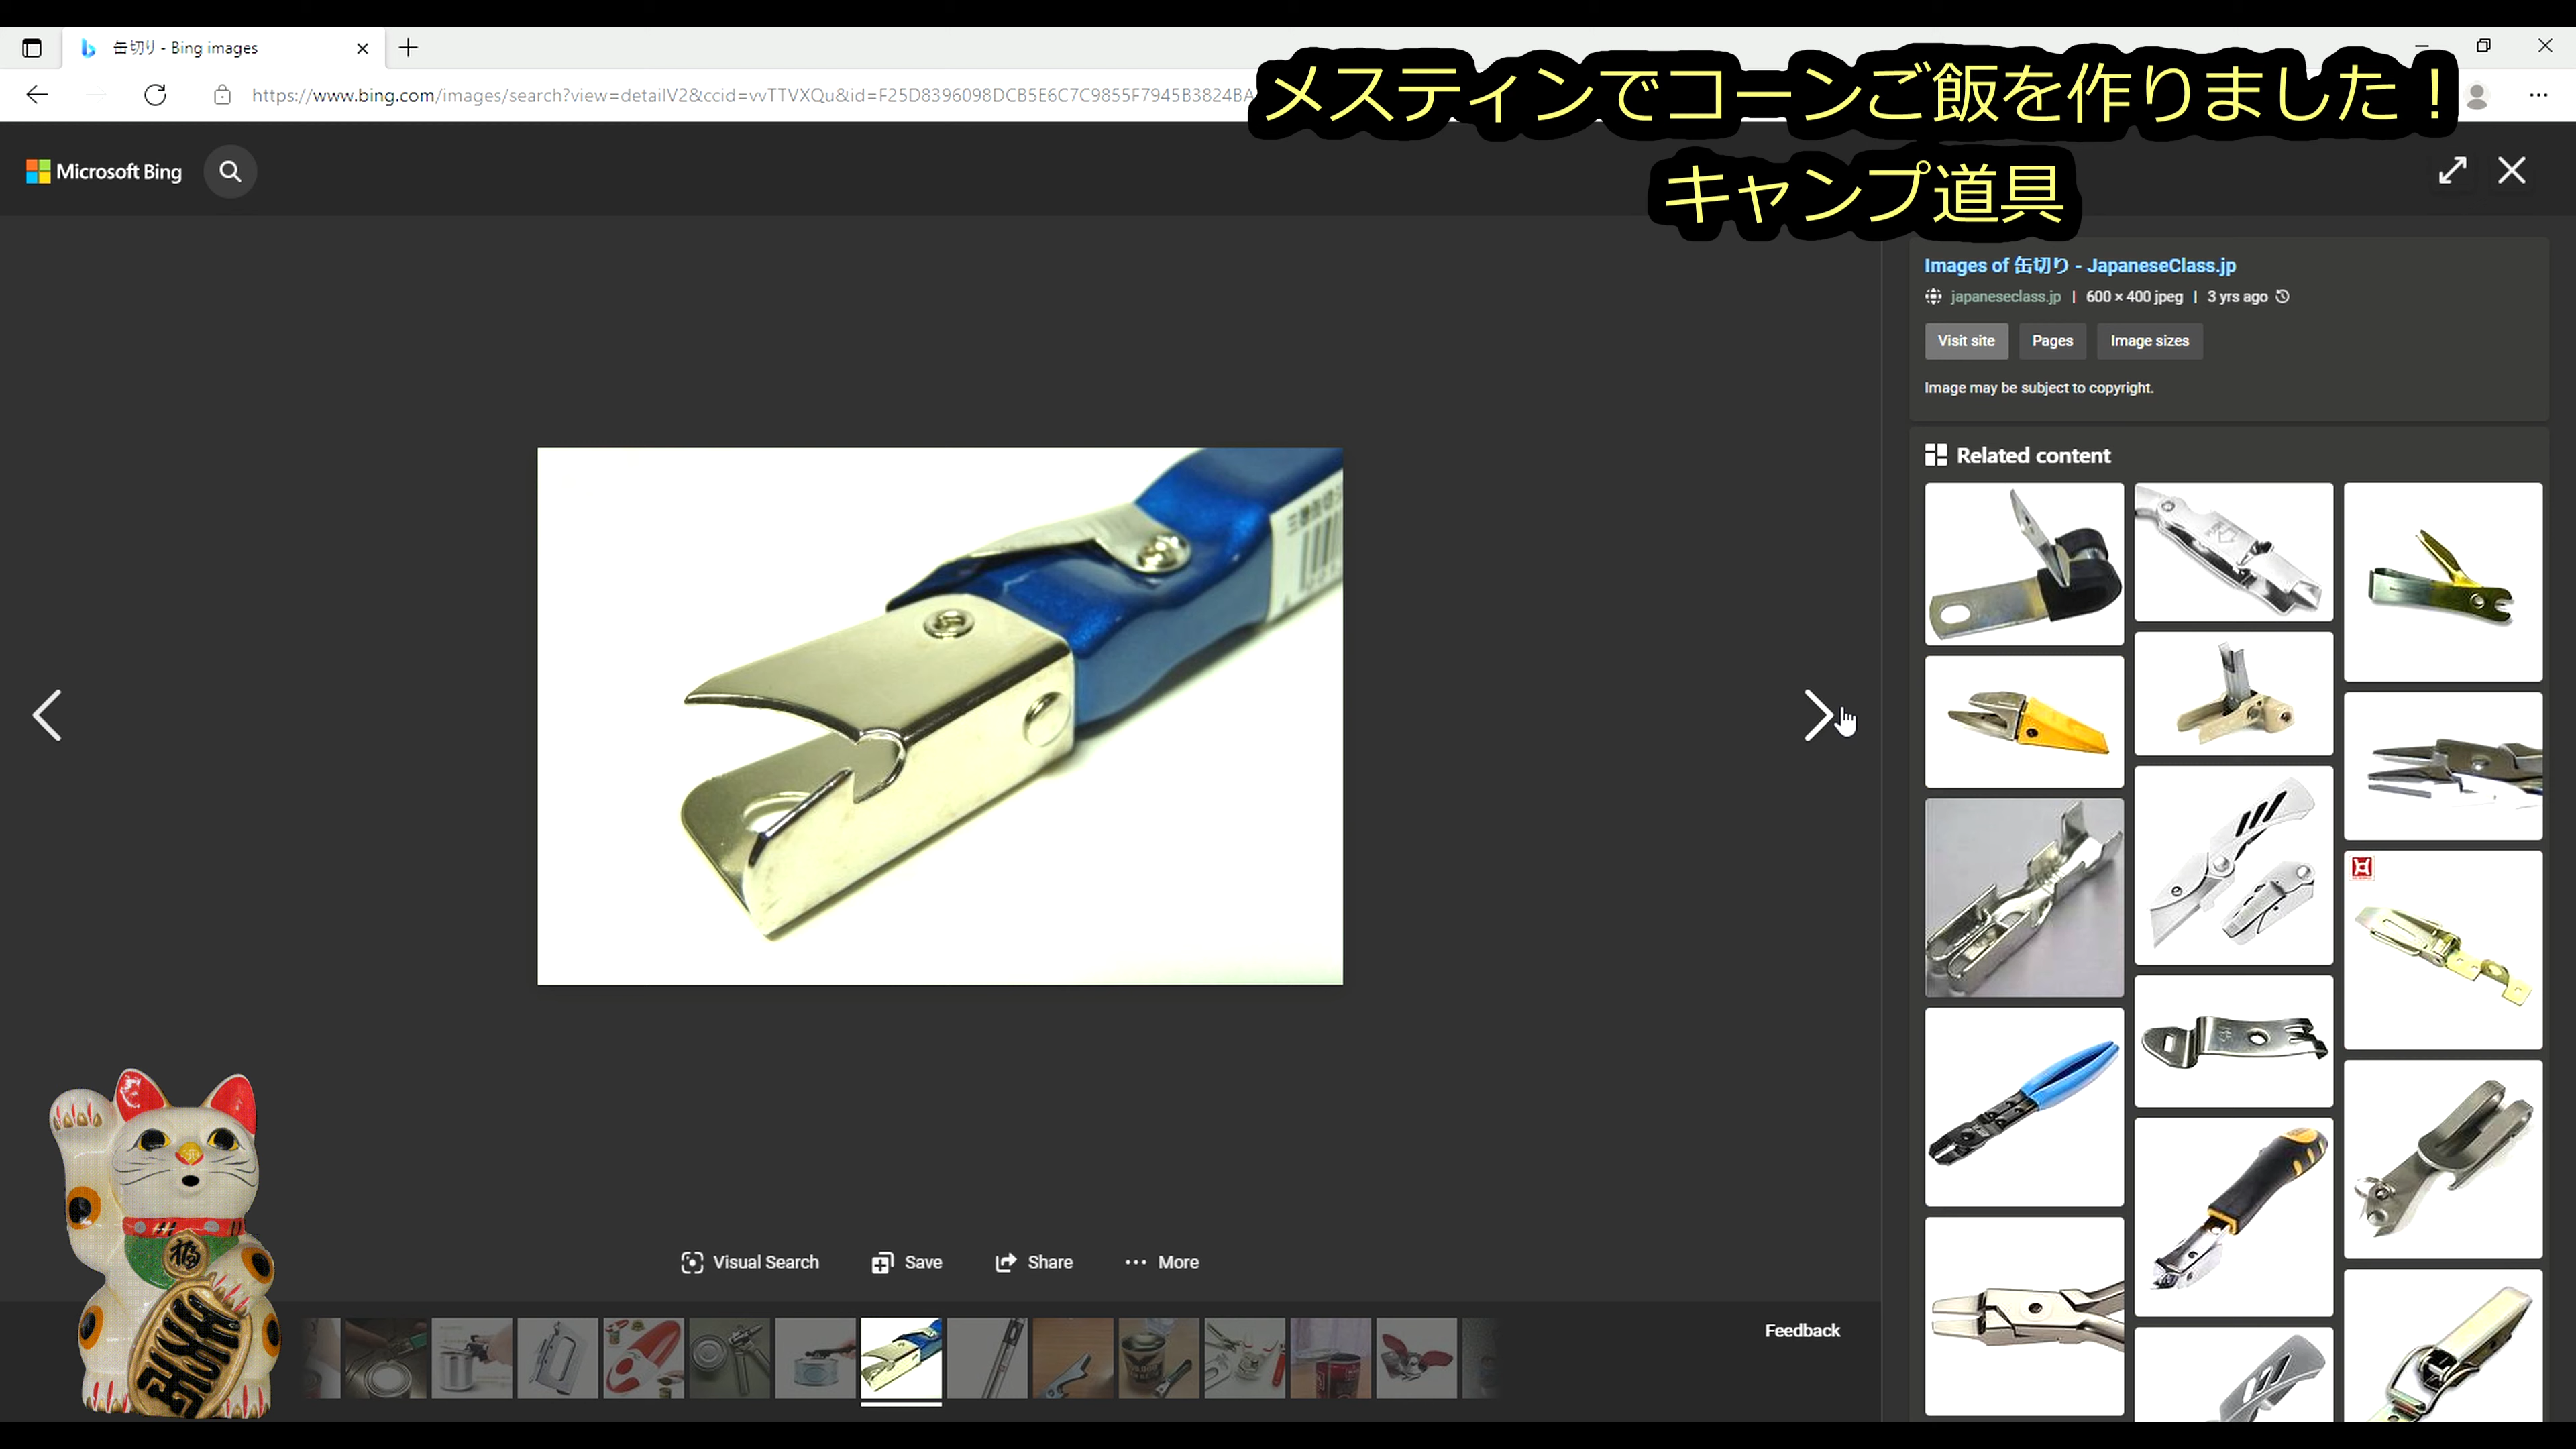 缶切り - Bing images
https://www.bing.com/images/search?view=detailV2&ccid=vvTTVXQu&id=F25D8396098DCB5E6C7C9855F7945B3824BA
メスティンでコーンご飯を作りました！
キャンプ道具
Microsoft Bing
Images of 缶切り - JapaneseClass.jp
japaneseclass.jp | 600 × 400 jpeg | 3 yrs ago
Visit site
Pages
Image sizes
Image may be subject to copyright.
Related content
福
Visual Search
Save
Share
More
Feedback